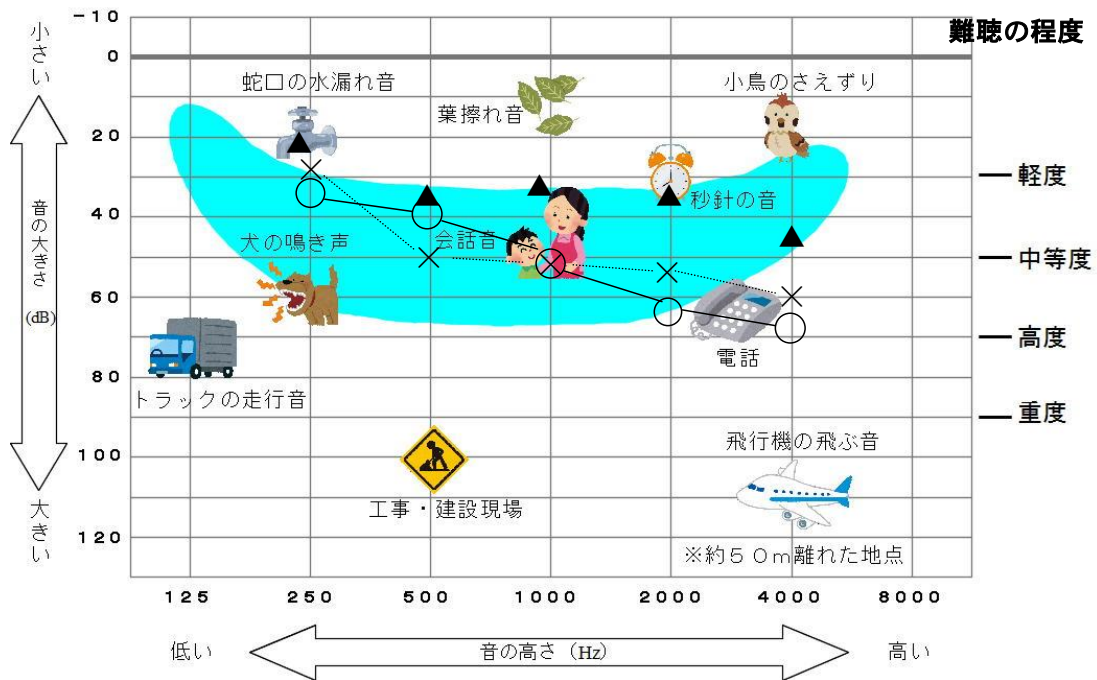 難聴の程度
小さい
音の大きさ
(dB)
大きい
-10
0
20
40
60
80
100
120
蛇口の水漏れ音
葉擦れ音
小鳥のさえずり
秒針の音
犬の鳴き声
会話音
電話
トラックの走行音
工事・建設現場
飛行機の飛ぶ音
※約50m離れた地点
軽度
中等度
高度
重度
125
250
500
1000
2000
4000
8000
低い
音の高さ (Hz)
高い